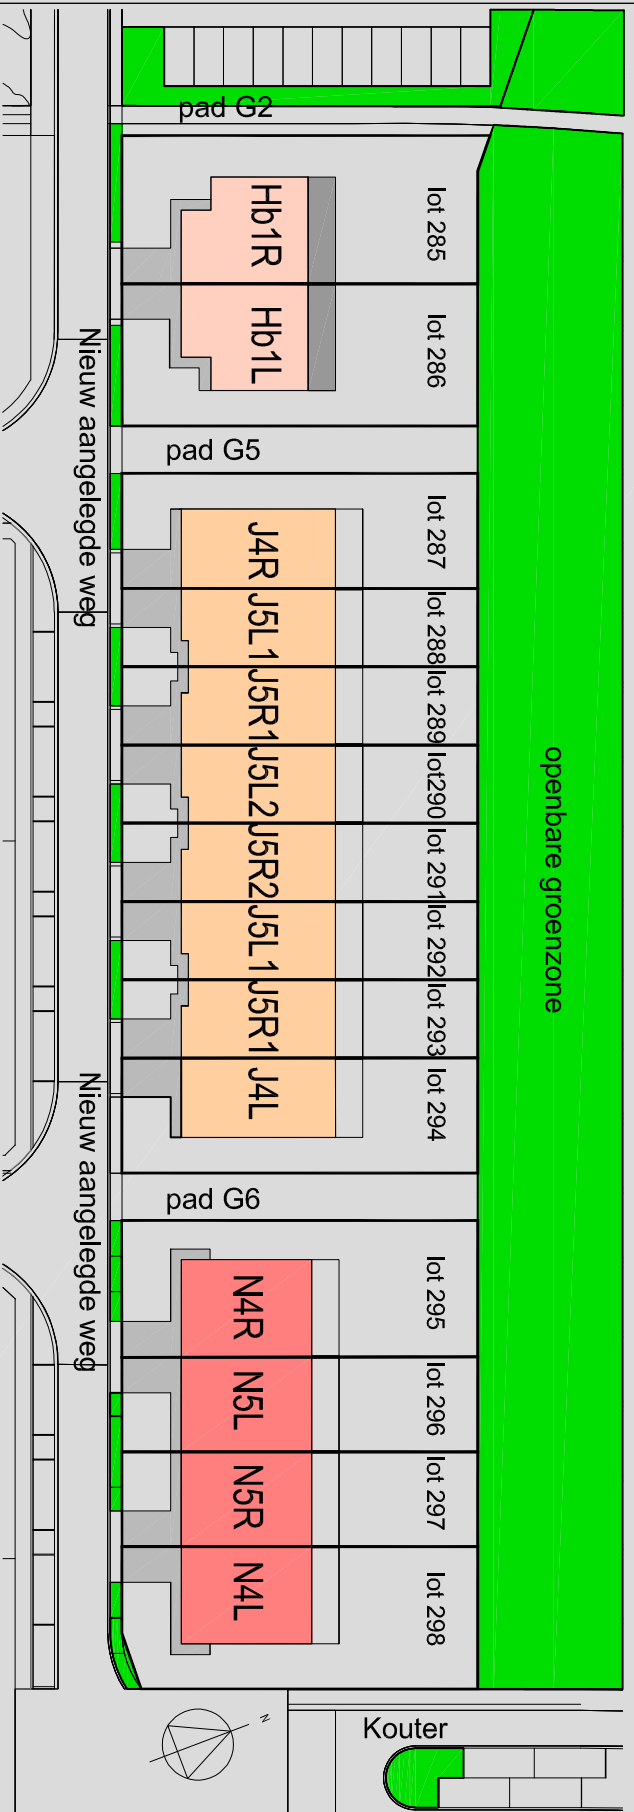 pad G2
Hb1R
lot 285
Hb1L
lot 286
Nieuw aangelegde weg
pad G5
J4R
lot 287
J5L1
lot 288
J5R1
lot 289
J5L2
lot290
J5R2
lot 291
J5L1
lot 292
J5R1
lot 293
J4L
lot 294
openbare groenzone
Nieuw aangelegde weg
pad G6
N4R
lot 295
N5L
lot 296
N5R
lot 297
N4L
lot 298
N
Kouter